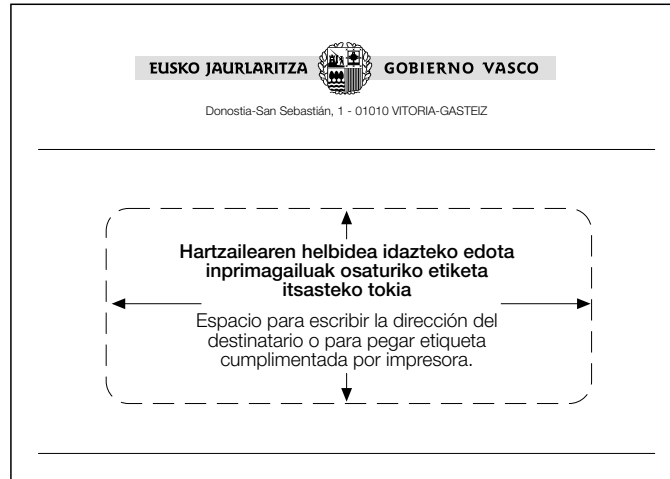 EUSKO JAURLARITZA GOBIERNO VASCO
Donostia-San Sebastián, 1 - 01010 VITORIA-GASTEIZ
Hartzailearen helbidea idazteko edota
inprimagailuak osaturiko etiketa
itsasteko tokia
Espacio para escribir la dirección del
destinatario o para pegar etiqueta
cumplimentada por impresora.